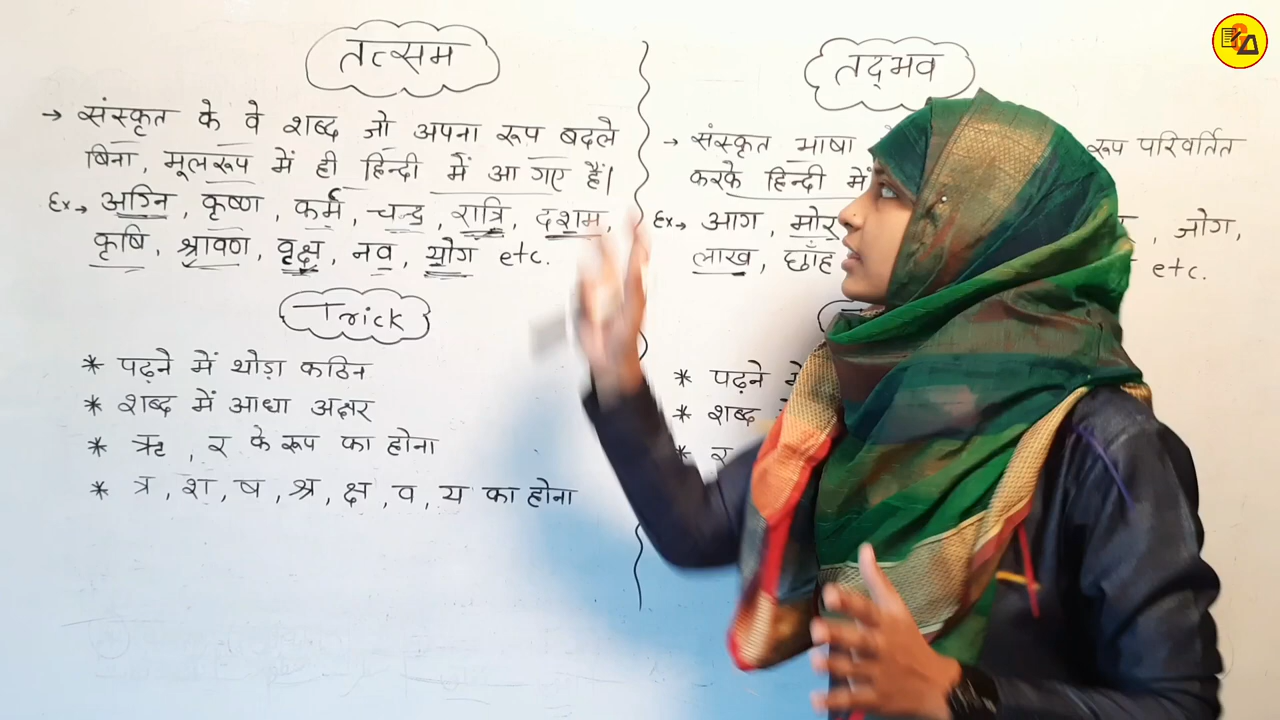 तत्सम
→ संस्कृत के वे शब्द जो अपना रूप बदले
बिना, मूलरूप में ही हिन्दी में आ गए हैं।
Ex→ अग्नि, कृष्ण, कर्म, चन्द्र, रात्रि, दशम,
कृषि, श्रावण, वृक्ष, नव, योग etc.
Trick
* पढ़ने में थोड़ा कठिन
* शब्द में आधा अक्षर
* ऋ, र के रूप का होना
* त्र, श, ष, श्र, क्ष, व, य का होना
तद्भव
→ संस्कृत भाषा रूप परिवर्तित
करके हिन्दी में
Ex→ आग, मोर, जोग,
लाख, छाँह etc.
* पढ़ने
* शब्द
* र